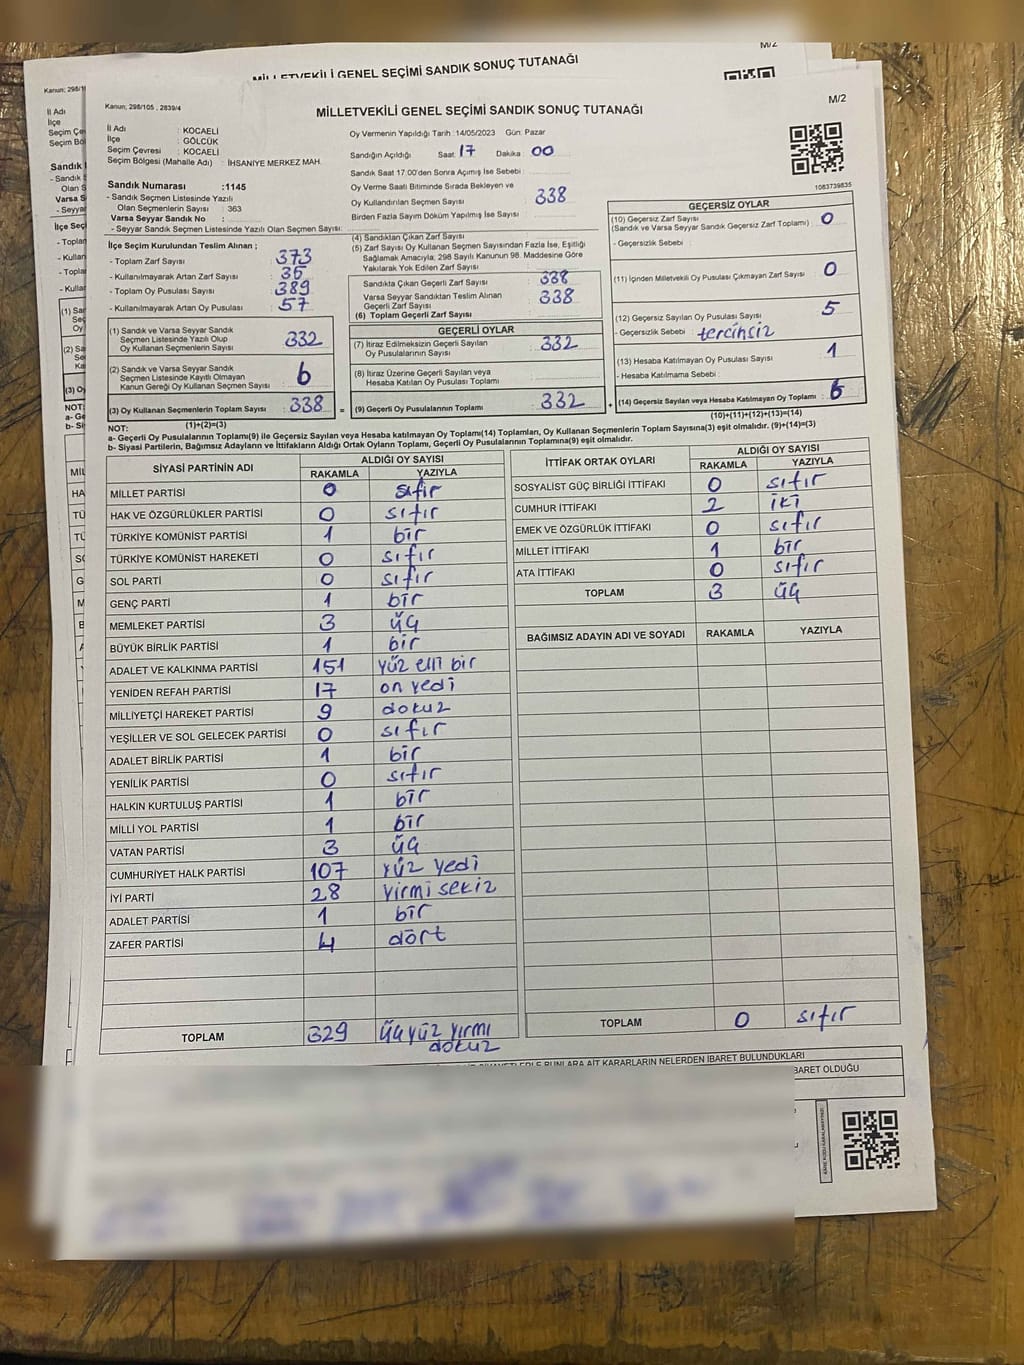 MİLLETVEKİLİ GENEL SEÇİMİ SANDIK SONUÇ TUTANAĞI
M/2
Kanun; 298/105 , 2839/4
MİLLETVEKİLİ GENEL SEÇİMİ SANDIK SONUÇ TUTANAĞI
M/2
İl Adı : KOCAELİ
İlçe : GÖLCÜK
Seçim Çevresi : KOCAELİ
Seçim Bölgesi (Mahalle Adı) : İHSANİYE MERKEZ MAH.
Oy Vermenin Yapıldığı Tarih : 14/05/2023 Gün: Pazar
Sandığın Açıldığı Saat 17 Dakika 00
Sandık Saat 17:00'den Sonra Açımış İse Sebebi :
Oy Verme Saati Bitiminde Sırada Bekleyen ve
Oy Kullandırılan Seçmen Sayısı 338
Birden Fazla Sayım Döküm Yapılmış İse Sayısı
1083739835
Sandık Numarası :1145
- Sandık Seçmen Listesinde Yazılı
Olan Seçmenlerin Sayısı : 363
Varsa Seyyar Sandık No :
- Seyyar Sandık Seçmen Listesinde Yazılı Olan Seçmen Sayısı:
İlçe Seçim Kurulundan Teslim Alınan ;
- Toplam Zarf Sayısı 373
- Kullanılmayarak Artan Zarf Sayısı 35
- Toplam Oy Pusulası Sayısı 389
- Kullanılmayarak Artan Oy Pusulası 57
(1) Sandık ve Varsa Seyyar Sandık
Seçmen Listesinde Yazılı Olup
Oy Kullanan Seçmenlerin Sayısı 332
(2) Sandık ve Varsa Seyyar Sandık
Seçmen Listesinde Kayıtlı Olmayan
Kanun Gereği Oy Kullanan Seçmen Sayısı 6
(3) Oy Kullanan Seçmenlerin Toplam Sayısı 338
(1)+(2)=(3)
(4) Sandıktan Çıkan Zarf Sayısı
(5) Zarf Sayısı Oy Kullanan Seçmen Sayısından Fazla İse, Eşitliği
Sağlamak Amacıyla; 298 Sayılı Kanunun 98. Maddesine Göre
Yakılarak Yok Edilen Zarf Sayısı
Sandıkta Çıkan Geçerli Zarf Sayısı 338
Varsa Seyyar Sandıktan Teslim Alınan
Geçerli Zarf Sayısı 338
(6) Toplam Geçerli Zarf Sayısı
GEÇERLİ OYLAR
(7) İtiraz Edilmeksizin Geçerli Sayılan
Oy Pusulalarının Sayısı 332
(8) İtiraz Üzerine Geçerli Sayılan veya
Hesaba Katılan Oy Pusulası Toplamı
= (9) Geçerli Oy Pusulalarının Toplamı 332 +
GEÇERSİZ OYLAR
(10) Geçersiz Zarf Sayısı 0
(Sandık ve Varsa Seyyar Sandık Geçersiz Zarf Toplamı)
- Geçersizlik Sebebi :
(11) İçinden Milletvekili Oy Pusulası Çıkmayan Zarf Sayısı 0
(12) Geçersiz Sayılan Oy Pusulası Sayısı 5
- Geçersizlik Sebebi : tercihsiz
(13) Hesaba Katılmayan Oy Pusulası Sayısı 1
- Hesaba Katılmama Sebebi :
(14) Geçersiz Sayılan veya Hesaba Katılmayan Oy Toplamı 6
(10)+(11)+(12)+(13)=(14)
NOT:
a- Geçerli Oy Pusulalarının Toplamı(9) ile Geçersiz Sayılan veya Hesaba katılmayan Oy Toplamı(14) Toplamları, Oy Kullanan Seçmenlerin Toplam Sayısına(3) eşit olmalıdır. (9)+(14)=(3)
b- Siyasi Partilerin, Bağımsız Adayların ve İttifakların Aldığı Oyların Toplamı, Geçerli Oy Pusulalarının Toplamına(9) eşit olmalıdır.
SİYASİ PARTİNİN ADI ALDIĞI OY SAYISI
RAKAMLA YAZIYLA
MİLLET PARTİSİ 0 sıfır
HAK VE ÖZGÜRLÜKLER PARTİSİ 0 sıfır
TÜRKİYE KOMÜNİST PARTİSİ 1 bir
TÜRKİYE KOMÜNİST HAREKETİ 0 sıfır
SOL PARTİ 0 sıfır
GENÇ PARTİ 1 bir
MEMLEKET PARTİSİ 3 üç
BÜYÜK BİRLİK PARTİSİ 1 bir
ADALET VE KALKINMA PARTİSİ 151 yüz elli bir
YENİDEN REFAH PARTİSİ 17 on yedi
MİLLİYETÇİ HAREKET PARTİSİ 9 dokuz
YEŞİLLER VE SOL GELECEK PARTİSİ 0 sıfır
ADALET BİRLİK PARTİSİ 1 bir
YENİLİK PARTİSİ 0 sıfır
HALKIN KURTULUŞ PARTİSİ 1 bir
MİLLİ YOL PARTİSİ 1 bir
VATAN PARTİSİ 3 üç
CUMHURİYET HALK PARTİSİ 107 yüz yedi
İYİ PARTİ 28 yirmi sekiz
ADALET PARTİSİ 1 bir
ZAFER PARTİSİ 4 dört
TOPLAM 329 üçyüz yirmi
dokuz
İTTİFAK ORTAK OYLARI ALDIĞI OY SAYISI
RAKAMLA YAZIYLA
SOSYALİST GÜÇ BİRLİĞİ İTTİFAKI 0 sıfır
CUMHUR İTTİFAKI 2 iki
EMEK VE ÖZGÜRLÜK İTTİFAKI 0 sıfır
MİLLET İTTİFAKI 1 bir
ATA İTTİFAKI 0 sıfır
TOPLAM 3 üç
BAĞIMSIZ ADAYIN ADI VE SOYADI RAKAMLA YAZIYLA
TOPLAM 0 sıfır
BUNLARA AİT KARARLARIN NELERDEN İBARET BULUNDUKLARI
OLDUĞU